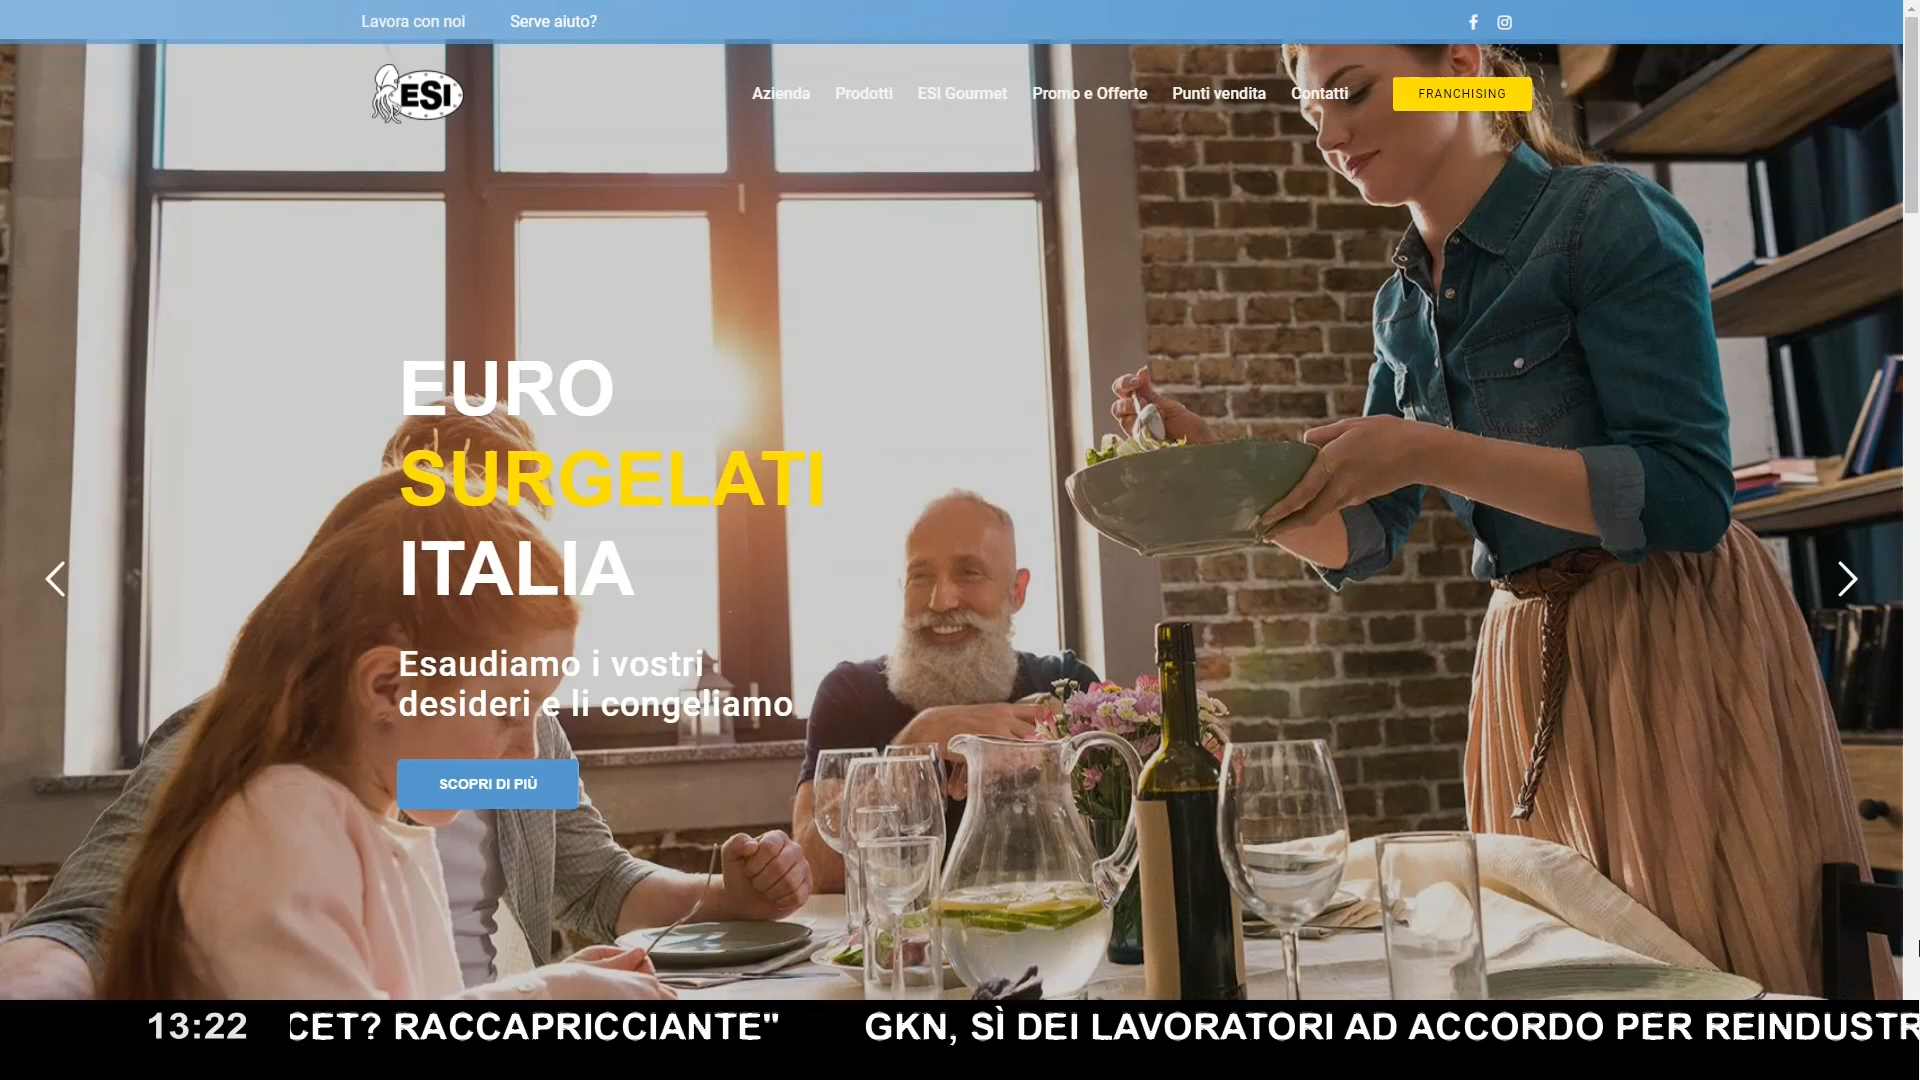 Lavora con noi Serve aiuto?
ESI
Azienda Prodotti ESI Gourmet Promo e Offerte Punti vendita Contatti FRANCHISING
EURO
SURGELATI
ITALIA
Esaudiamo i vostri
desideri e li congeliamo
SCOPRI DI PIÙ
13:22 CET? RACCAPRICCIANTE" GKN, SÌ DEI LAVORATORI AD ACCORDO PER REINDUSTR